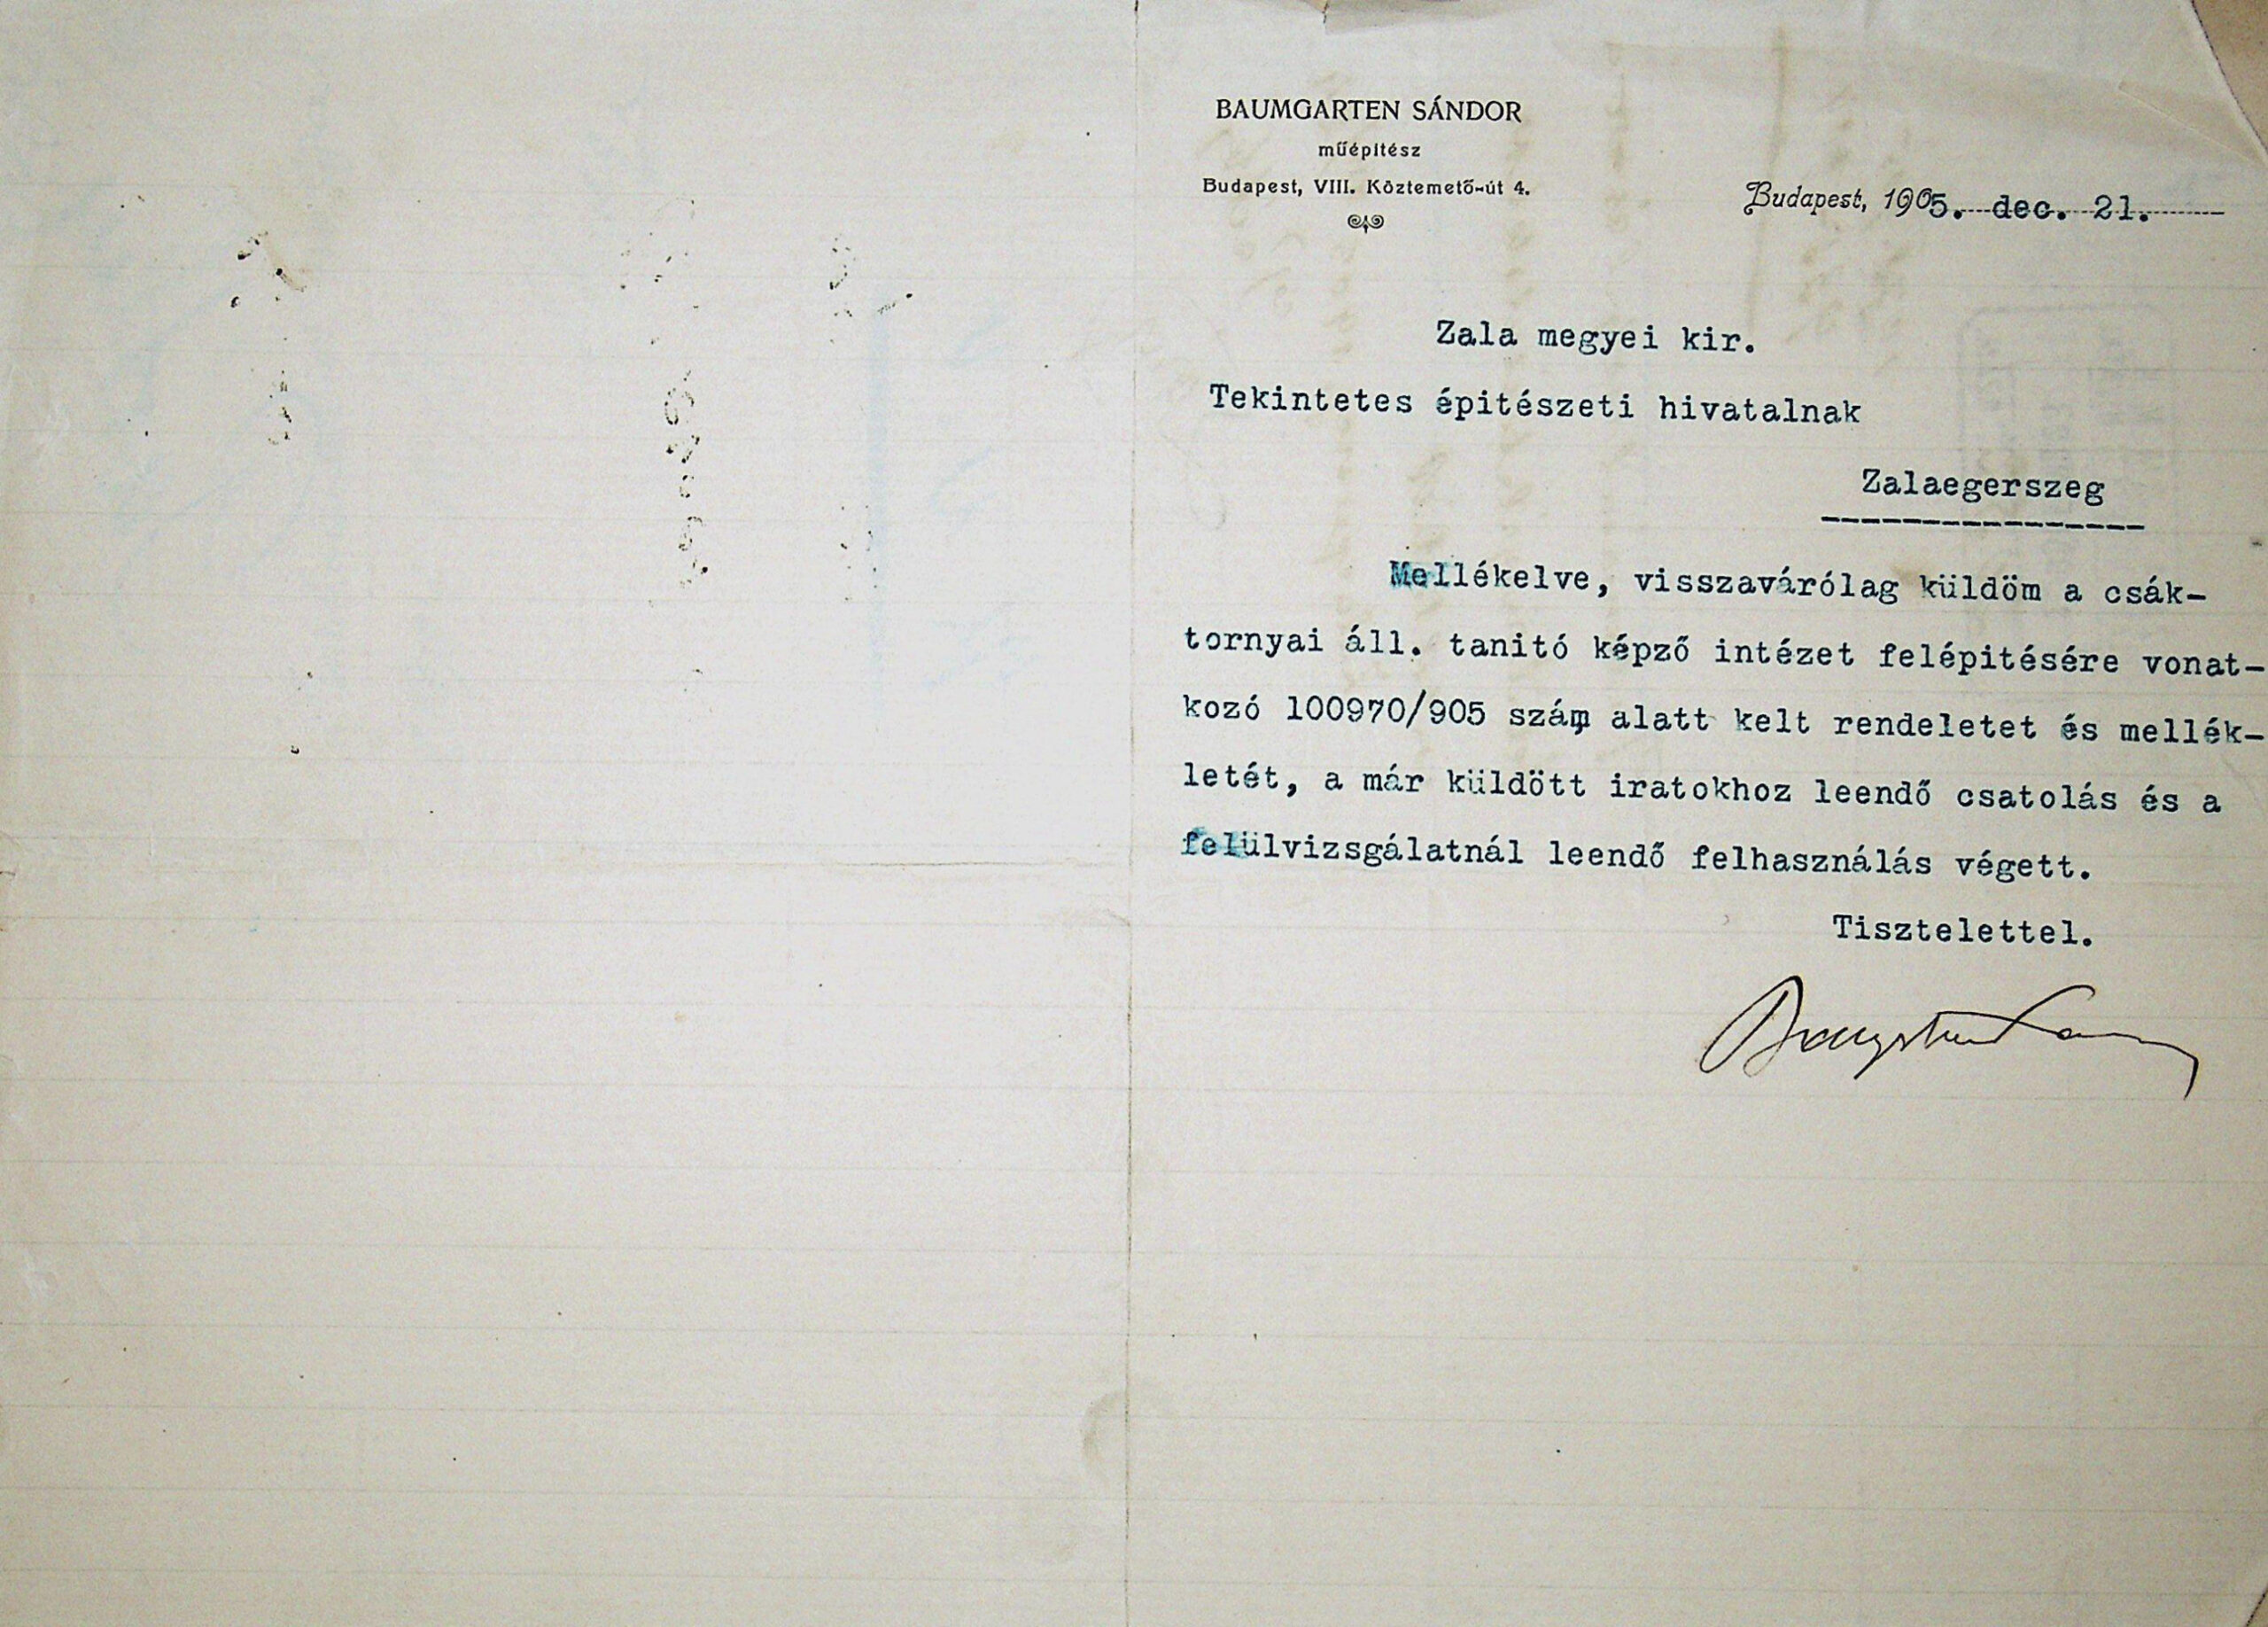 BAUMGARTEN SÁNDOR
műépitész
Budapest, VIII. Köztemető-út 4.
Budapest, 1905. dec. 21.
Zala megyei kir.
Tekintetes épitészeti hivatalnak
Zalaegerszeg
Mellékelve, visszavárólag küldöm a csák-
tornyai áll. tanitó képző intézet felépitésére vonat-
kozó 100970/905 szám alatt kelt rendeletet és mellék-
letét, a már küldött iratokhoz leendő csatolás és a
felülvizsgálatnál leendő felhasználás végett.
Tisztelettel.